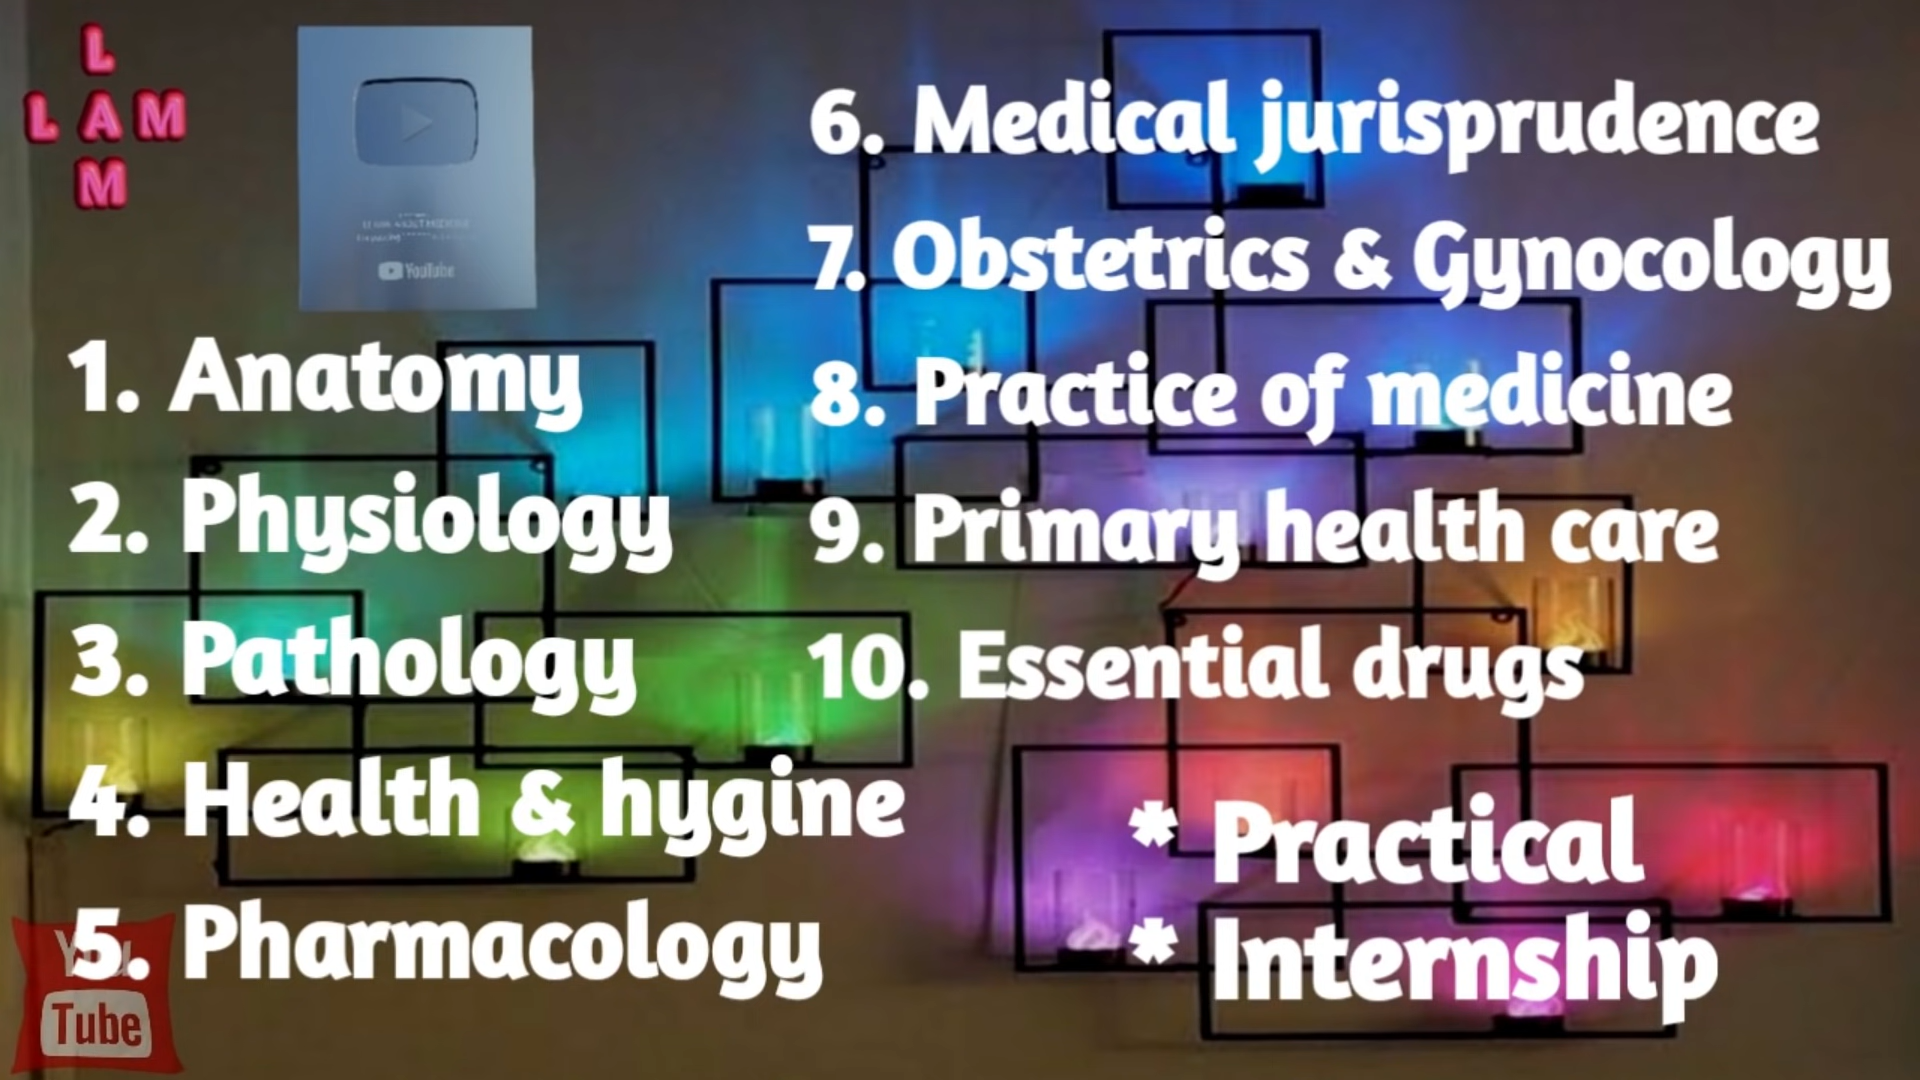 L
LAM
M
YouTube
1. Anatomy
2. Physiology
3. Pathology
4. Health & hygine
5. Pharmacology
6. Medical jurisprudence
7. Obstetrics & Gynocology
8. Practice of medicine
9. Primary health care
10. Essential drugs
* Practical
* Internship
You
Tube